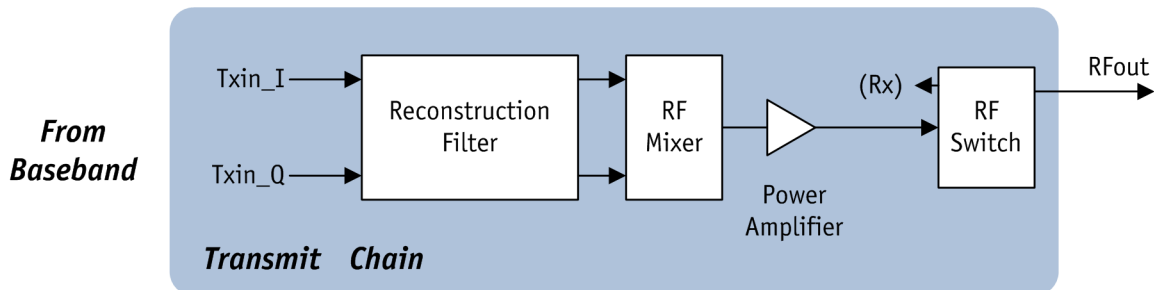 From
Baseband
Txin_I
Txin_Q
Reconstruction
Filter
RF
Mixer
Power
Amplifier
(Rx)
RF
Switch
RFout
Transmit Chain